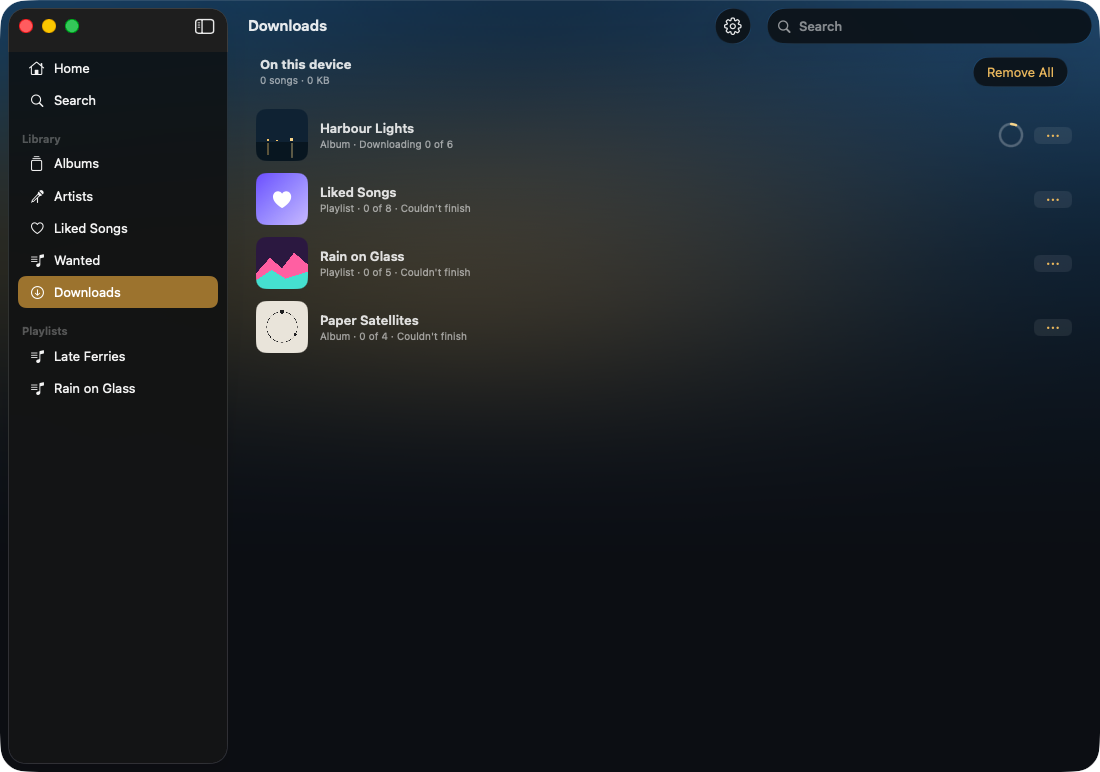 Downloads
Search
On this device
0 songs · 0 KB
Remove All
Home
Search
Library
Albums
Artists
Liked Songs
Wanted
Downloads
Playlists
Late Ferries
Rain on Glass
Harbour Lights
Album · Downloading 0 of 6
Liked Songs
Playlist · 0 of 8 · Couldn't finish
Rain on Glass
Playlist · 0 of 5 · Couldn't finish
Paper Satellites
Album · 0 of 4 · Couldn't finish